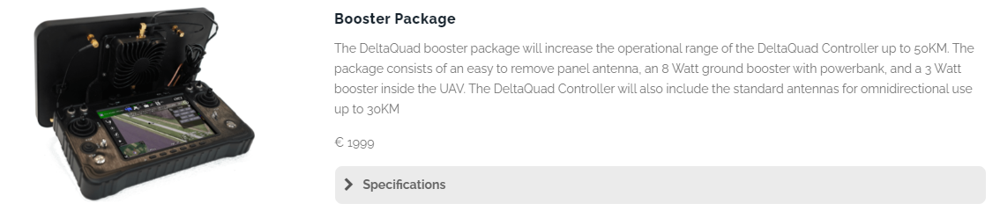 Booster Package
The DeltaQuad booster package will increase the operational range of the DeltaQuad Controller up to 50KM. The
package consists of an easy to remove panel antenna, an 8 Watt ground booster with powerbank, and a 3 Watt
booster inside the UAV. The DeltaQuad Controller will also include the standard antennas for omnidirectional use
up to 30KM
€ 1999
Specifications